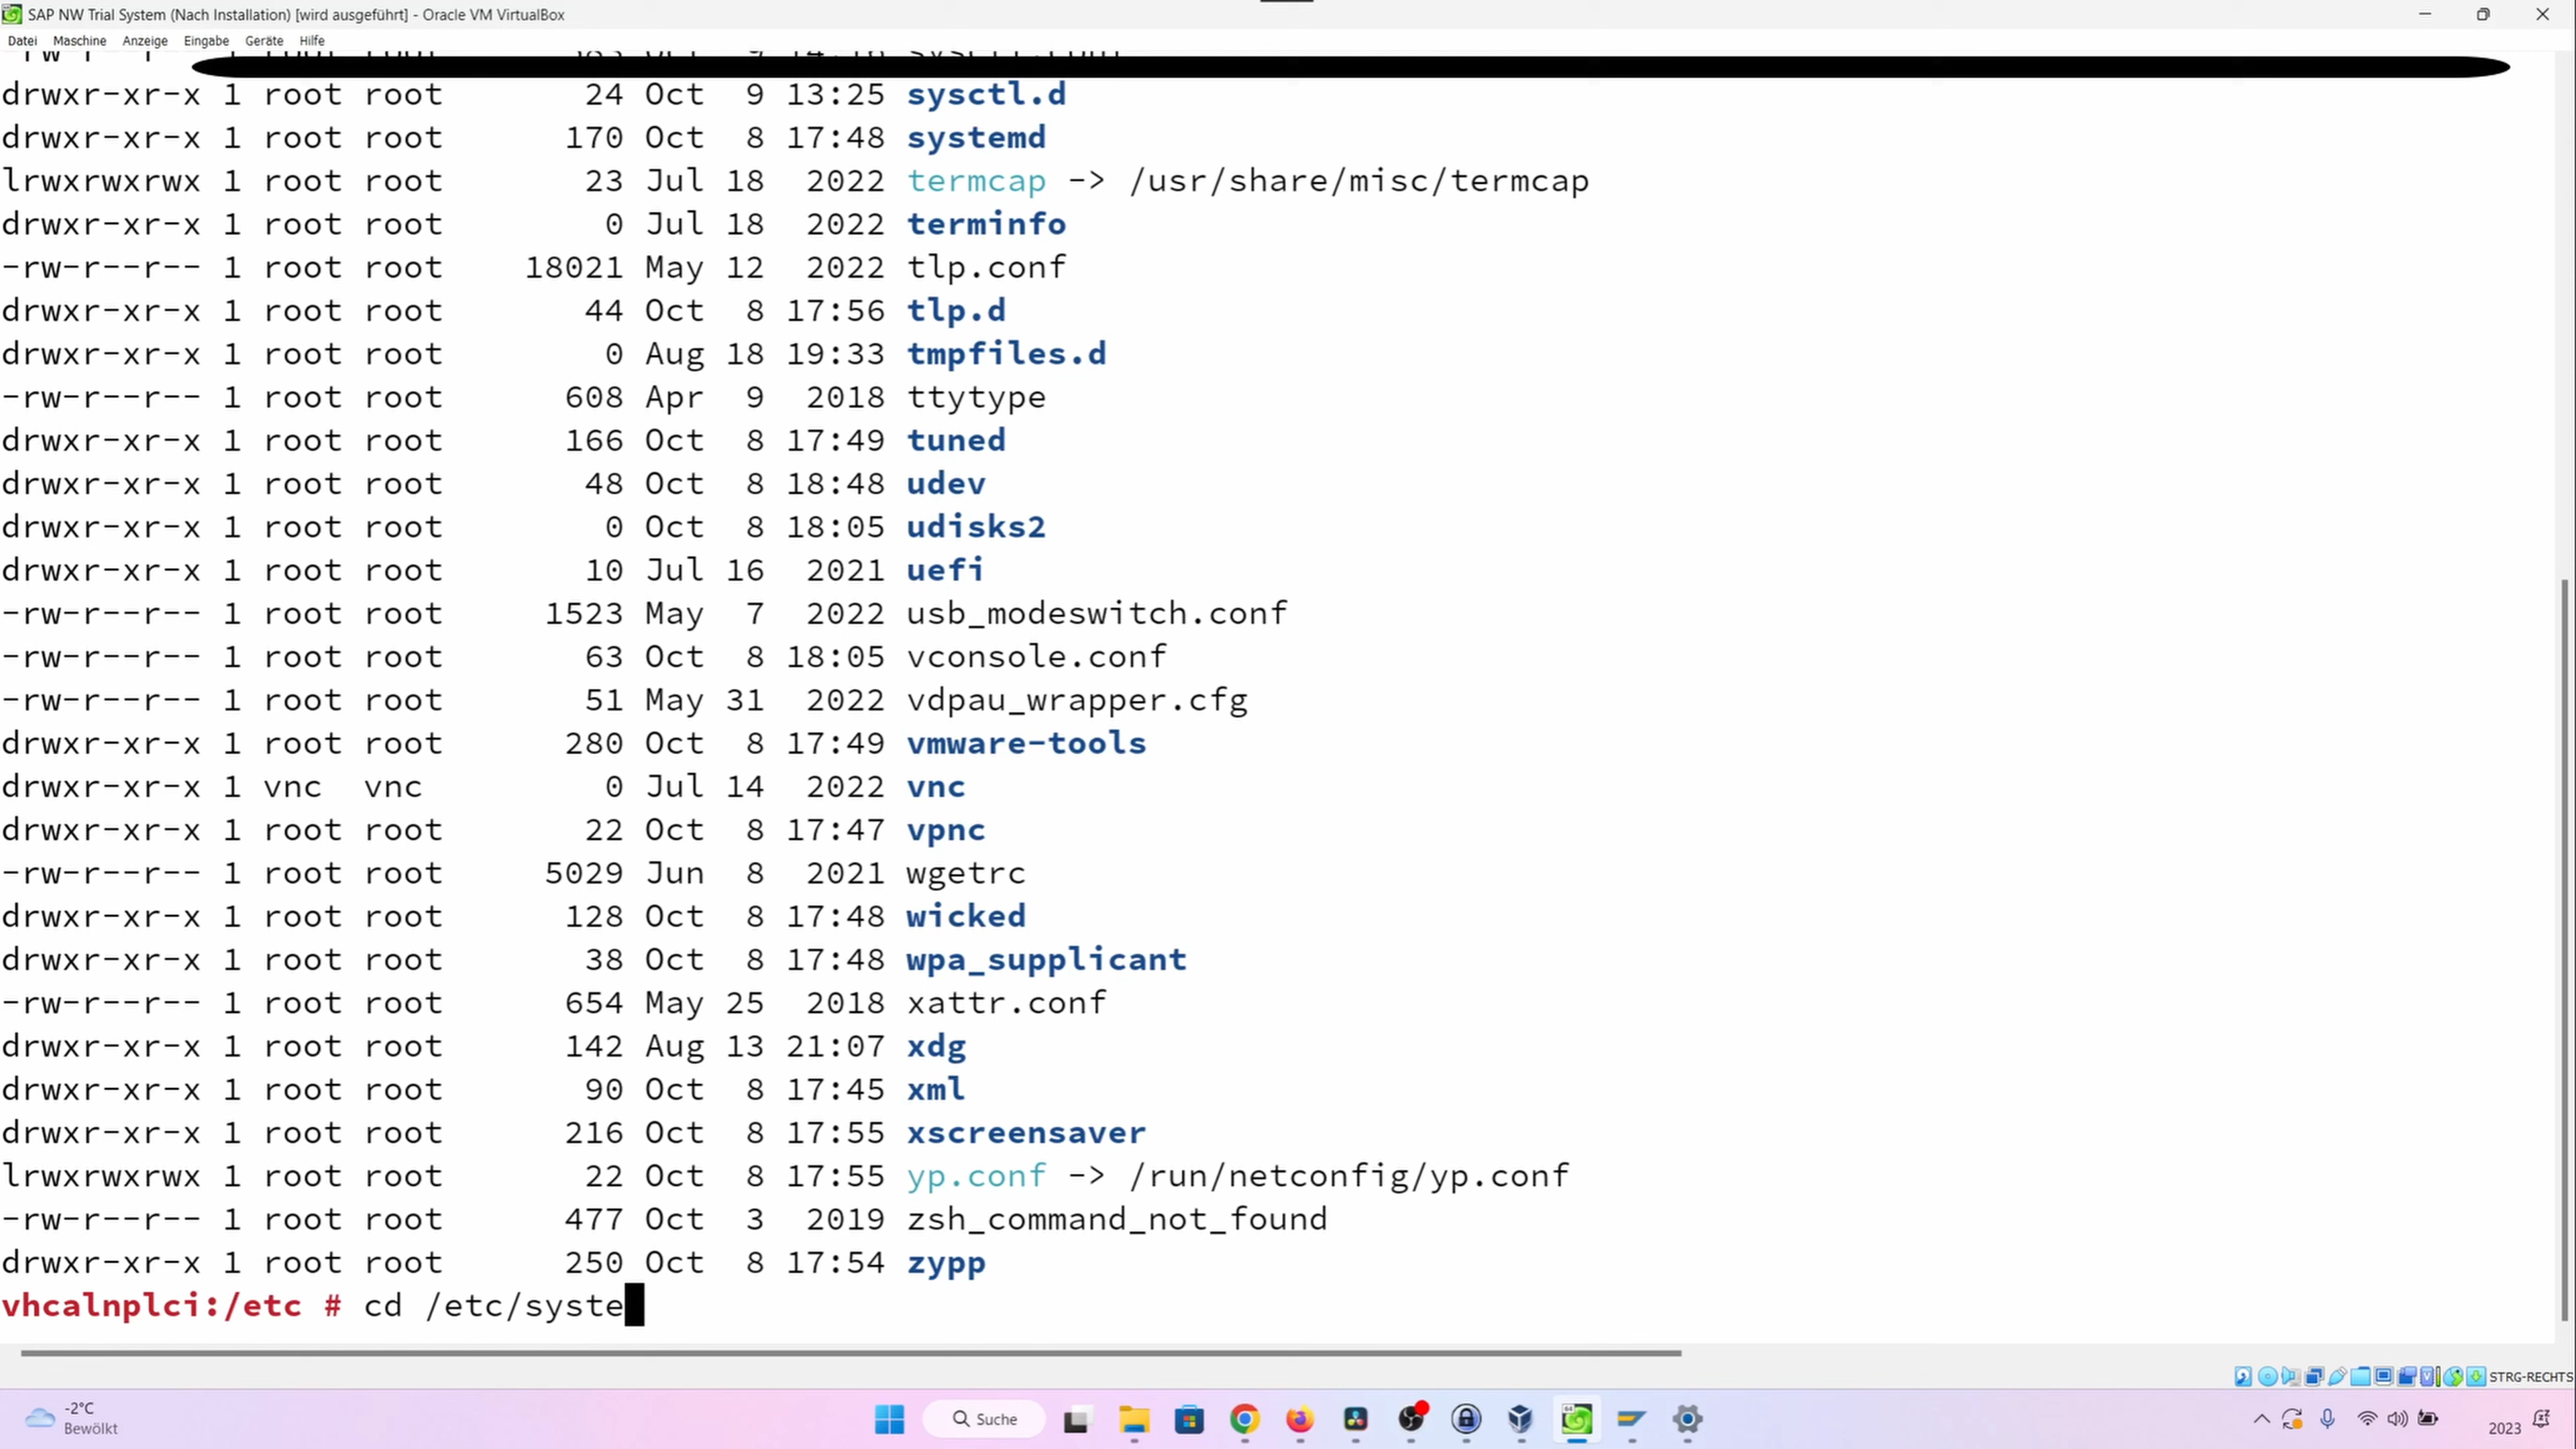 SAP NW Trial System (Nach Installation) [wird ausgeführt] - Oracle VM VirtualBox
Datei Maschine Anzeige Eingabe Geräte Hilfe
drwxr-xr-x 1 root root 24 Oct 9 13:25 sysctl.d
drwxr-xr-x 1 root root 170 Oct 8 17:48 systemd
lrwxrwxrwx 1 root root 23 Jul 18 2022 termcap -> /usr/share/misc/termcap
drwxr-xr-x 1 root root 0 Jul 18 2022 terminfo
-rw-r--r-- 1 root root 18021 May 12 2022 tlp.conf
drwxr-xr-x 1 root root 44 Oct 8 17:56 tlp.d
drwxr-xr-x 1 root root 0 Aug 18 19:33 tmpfiles.d
-rw-r--r-- 1 root root 608 Apr 9 2018 ttytype
drwxr-xr-x 1 root root 166 Oct 8 17:49 tuned
drwxr-xr-x 1 root root 48 Oct 8 18:48 udev
drwxr-xr-x 1 root root 0 Oct 8 18:05 udisks2
drwxr-xr-x 1 root root 10 Jul 16 2021 uefi
-rw-r--r-- 1 root root 1523 May 7 2022 usb_modeswitch.conf
-rw-r--r-- 1 root root 63 Oct 8 18:05 vconsole.conf
-rw-r--r-- 1 root root 51 May 31 2022 vdpau_wrapper.cfg
drwxr-xr-x 1 root root 280 Oct 8 17:49 vmware-tools
drwxr-xr-x 1 vnc vnc 0 Jul 14 2022 vnc
drwxr-xr-x 1 root root 22 Oct 8 17:47 vpnc
-rw-r--r-- 1 root root 5029 Jun 8 2021 wgetrc
drwxr-xr-x 1 root root 128 Oct 8 17:48 wicked
drwxr-xr-x 1 root root 38 Oct 8 17:48 wpa_supplicant
-rw-r--r-- 1 root root 654 May 25 2018 xattr.conf
drwxr-xr-x 1 root root 142 Aug 13 21:07 xdg
drwxr-xr-x 1 root root 90 Oct 8 17:45 xml
drwxr-xr-x 1 root root 216 Oct 8 17:55 xscreensaver
lrwxrwxrwx 1 root root 22 Oct 8 17:55 yp.conf -> /run/netconfig/yp.conf
-rw-r--r-- 1 root root 477 Oct 3 2019 zsh_command_not_found
drwxr-xr-x 1 root root 250 Oct 8 17:54 zypp
vhcalnplci:/etc # cd /etc/syste
STRG-RECHTS
-2°C
Bewölkt
Suche
2023